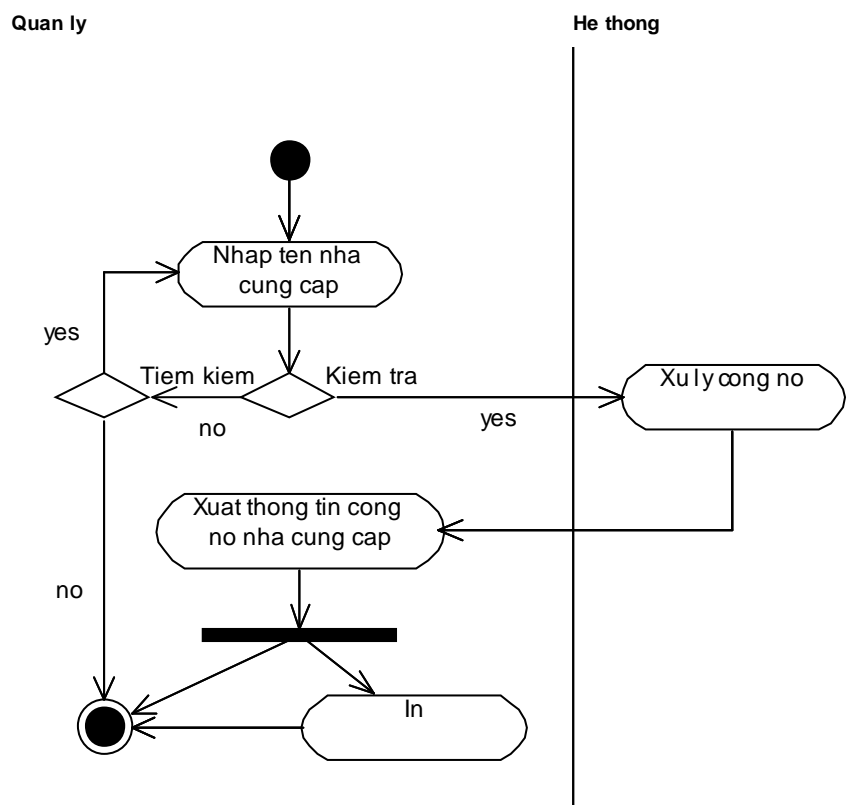 Quan ly
He thong
Nhap ten nha
cung cap
yes
Tiem kiem
Kiem tra
Xu ly cong no
no
yes
Xuat thong tin cong
no nha cung cap
no
In